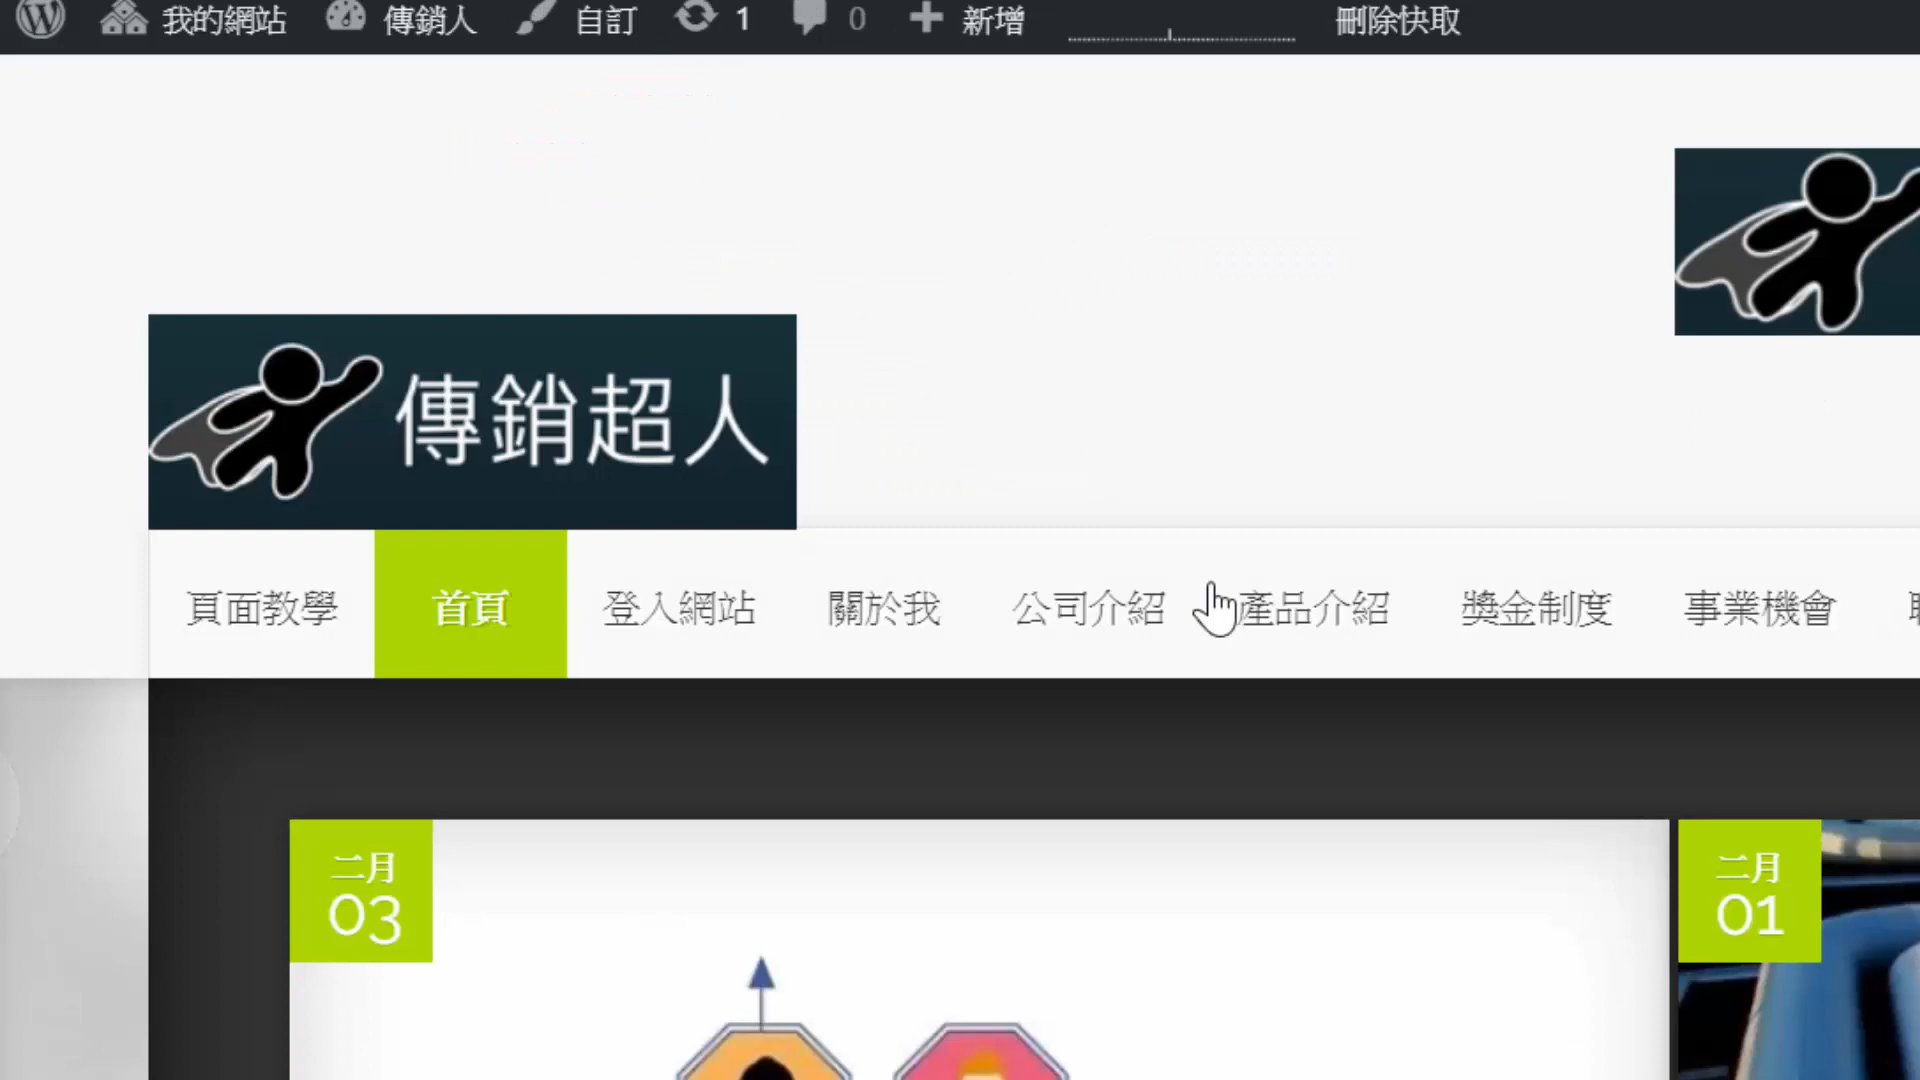 我的網站 傳銷人 自訂 1 0 新增 刪除快取
傳銷超人
頁面教學 首頁 登入網站 關於我 公司介紹 產品介紹 獎金制度 事業機會
二月
03
二月
01